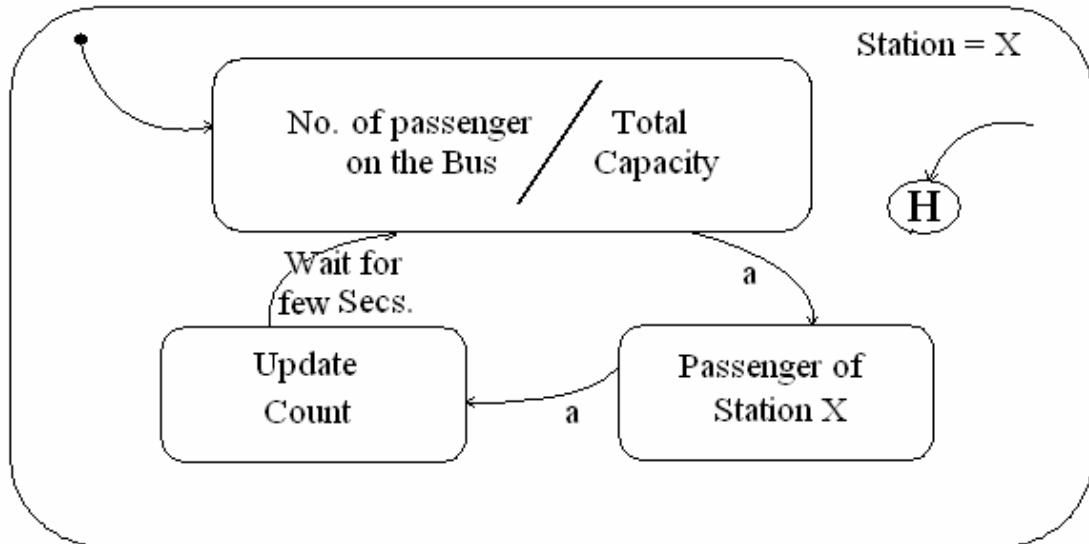 Station = X
No. of passenger
on the Bus
Total
Capacity
H
Wait for
few Secs.
a
Update
Count
a
Passenger of
Station X